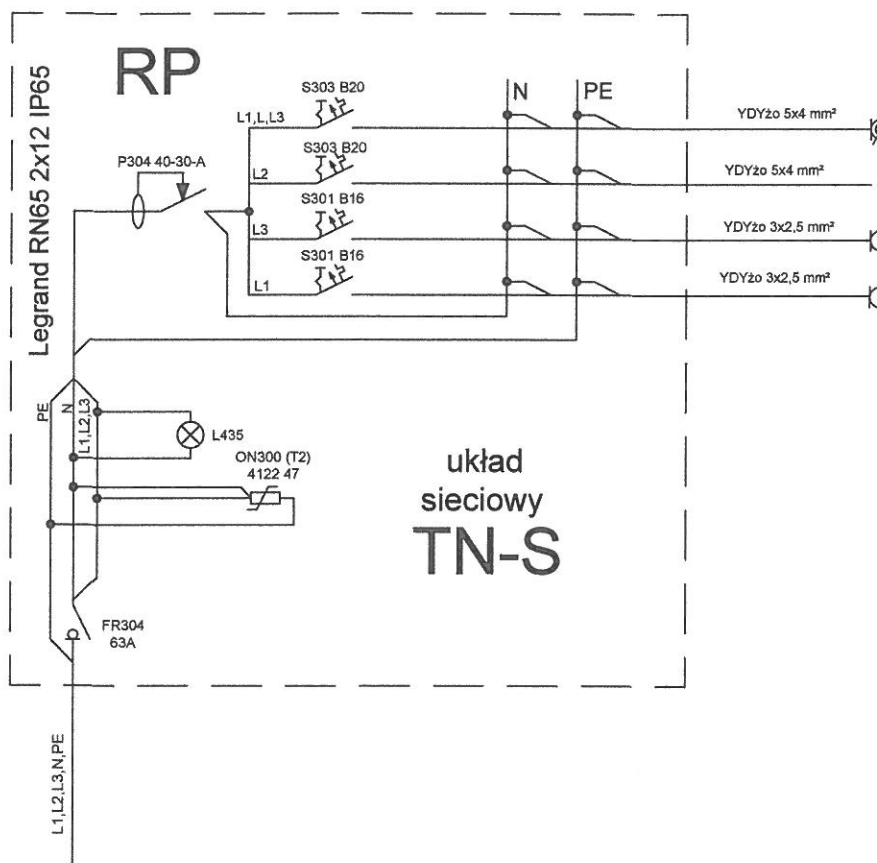 RP
Legrand RN65 2x12 IP65
P304 40-30-A
S303 B20
L1,L,L3
S303 B20
L2
S301 B16
L3
S301 B16
L1
N
PE
YDYżo 5x4 mm²
YDYżo 5x4 mm²
YDYżo 3x2,5 mm²
YDYżo 3x2,5 mm²
PE
N
L1,L2,L3
L435
ON300 (T2)
4122 47
układ
sieciowy
TN-S
FR304
63A
L1,L2,L3,N,PE